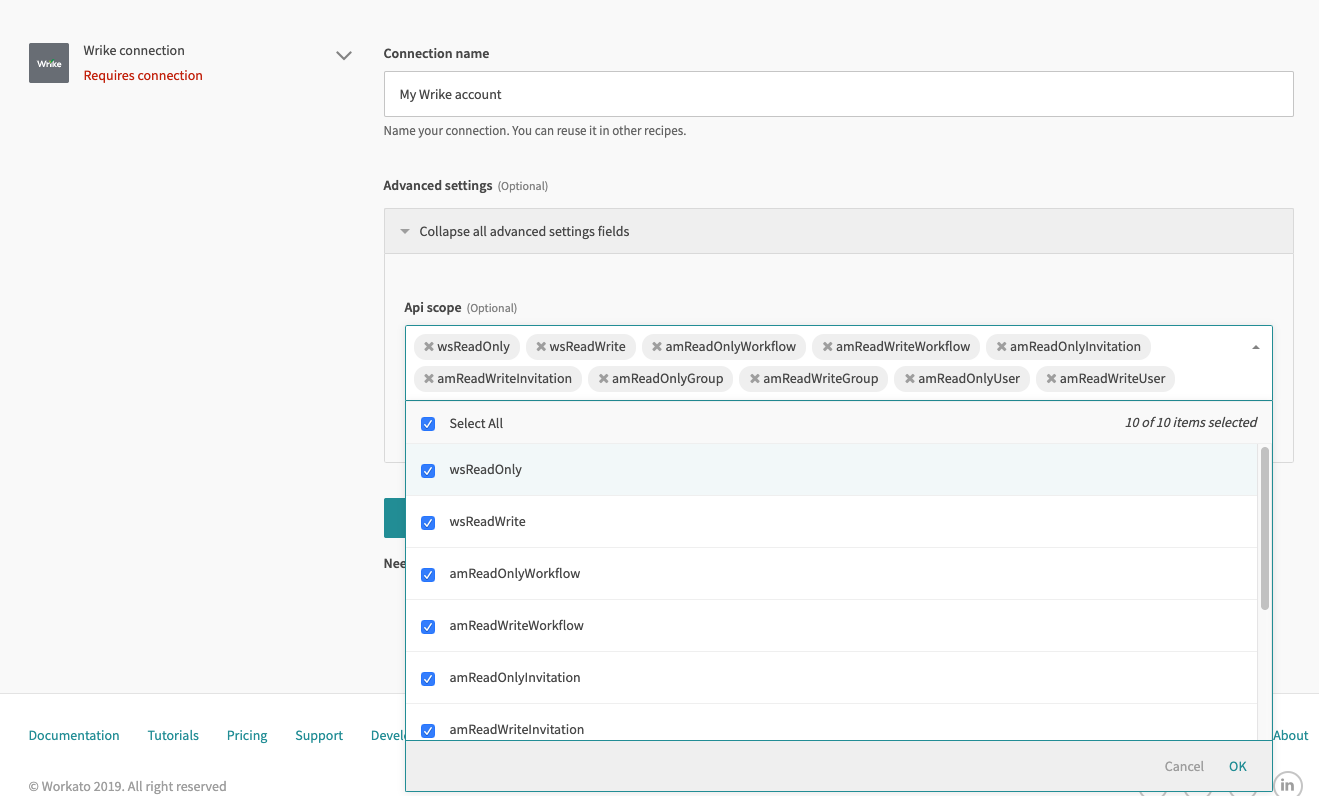 Wrike
Wrike connection
Requires connection
Connection name
My Wrike account
Name your connection. You can reuse it in other recipes.
Advanced settings (Optional)
Collapse all advanced settings fields
Api scope (Optional)
wsReadOnly wsReadWrite amReadOnlyWorkflow amReadWriteWorkflow amReadOnlyInvitation
amReadWriteInvitation amReadOnlyGroup amReadWriteGroup amReadOnlyUser amReadWriteUser
Select All 10 of 10 items selected
wsReadOnly
wsReadWrite
Nee
amReadOnlyWorkflow
amReadWriteWorkflow
amReadOnlyInvitation
amReadWriteInvitation
Documentation Tutorials Pricing Support Devel About
Cancel OK
© Workato 2019. All right reserved in